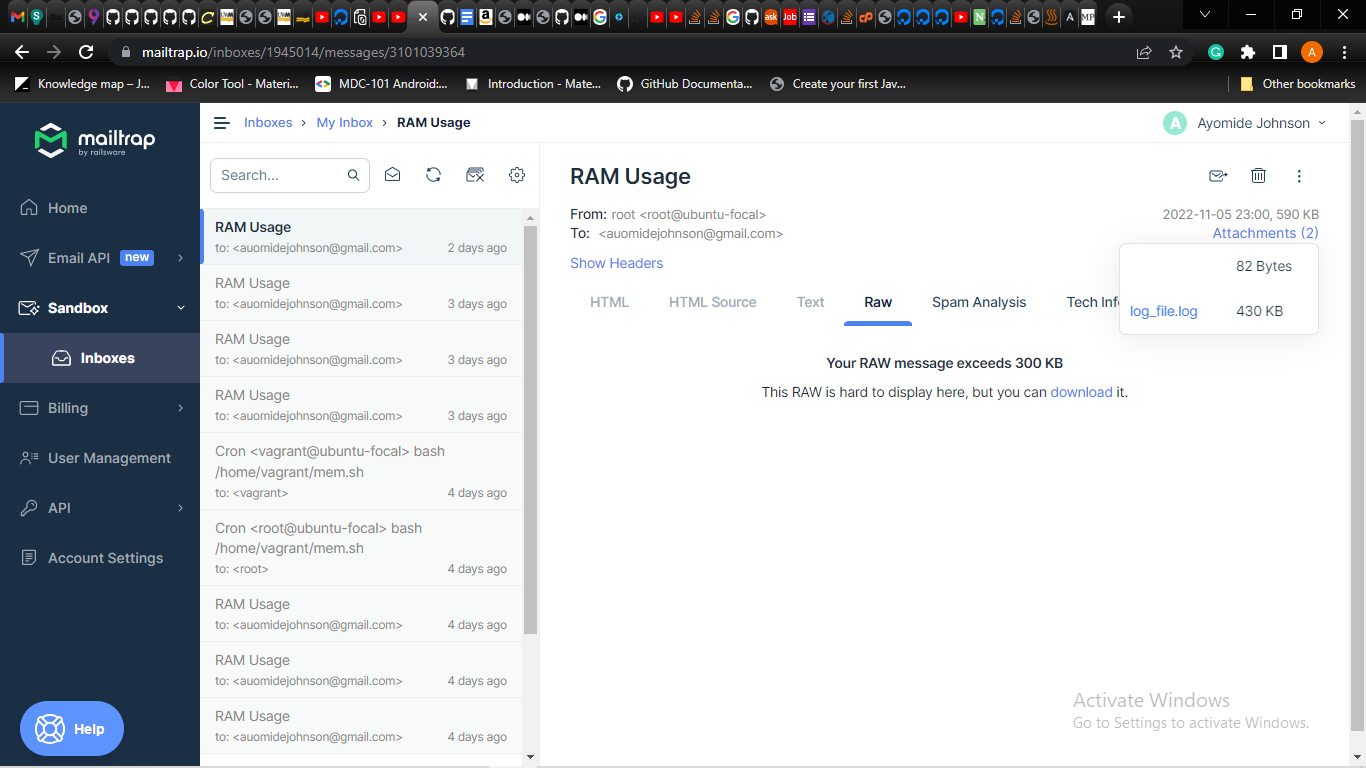 mailtrap.io/inboxes/1945014/messages/3101039364
Knowledge map – J...
Color Tool - Materi...
MDC-101 Android:...
Introduction - Mate...
GitHub Documenta...
Create your first Jav...
Other bookmarks
mailtrap
by railsware
Home
Email API new
Sandbox
Inboxes
Billing
User Management
API
Account Settings
Help
Inboxes > My Inbox > RAM Usage
A Ayomide Johnson
Search...
RAM Usage
to: <auomidejohnson@gmail.com> 2 days ago
RAM Usage
to: <auomidejohnson@gmail.com> 3 days ago
RAM Usage
to: <auomidejohnson@gmail.com> 3 days ago
RAM Usage
to: <auomidejohnson@gmail.com> 3 days ago
Cron <vagrant@ubuntu-focal> bash
/home/vagrant/mem.sh
to: <vagrant> 4 days ago
Cron <root@ubuntu-focal> bash
/home/vagrant/mem.sh
to: <root> 4 days ago
RAM Usage
to: <auomidejohnson@gmail.com> 4 days ago
RAM Usage
to: <auomidejohnson@gmail.com> 4 days ago
RAM Usage
to: <auomidejohnson@gmail.com> 4 days ago
RAM Usage
From: root <root@ubuntu-focal>
2022-11-05 23:00, 590 KB
To: <auomidejohnson@gmail.com>
Attachments (2)
82 Bytes
log_file.log 430 KB
Show Headers
HTML HTML Source Text Raw Spam Analysis Tech Inf
Your RAW message exceeds 300 KB
This RAW is hard to display here, but you can download it.
Activate Windows
Go to Settings to activate Windows.